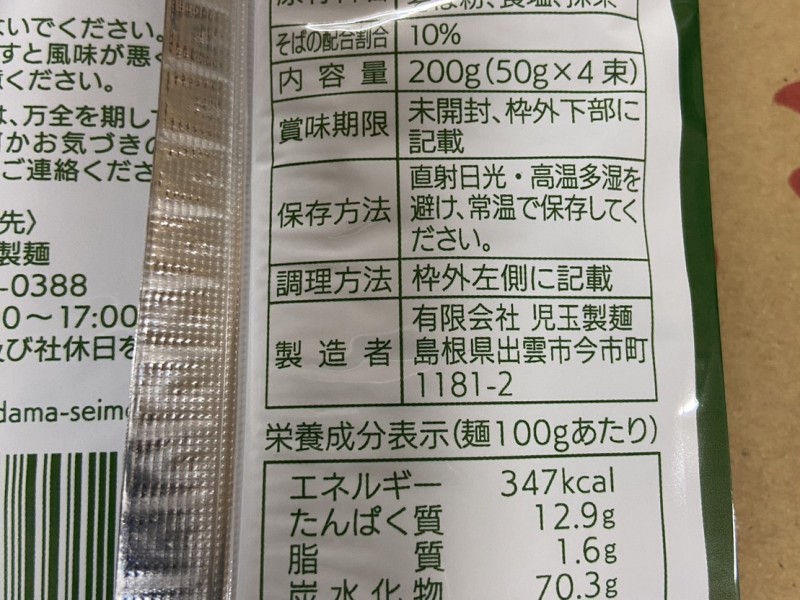 いでください。
すと風味が悪く
ください。
、万全を期して
かお気づきの
ご連絡くださ
先〉
製麺
-0388
0～17:00
び社休日を
dama-seim
そばの配合割合 10%
内容量 200g(50g×4束)
賞味期限 未開封、枠外下部に
記載
保存方法 直射日光・高温多湿を
避け、常温で保存してく
ださい。
調理方法 枠外左側に記載
製造者 有限会社 児玉製麺
島根県出雲市今市町
1181-2
栄養成分表示(麺100gあたり)
エネルギー 347kcal
たんぱく質 12.9g
脂質 1.6g
炭水化物 70.3g